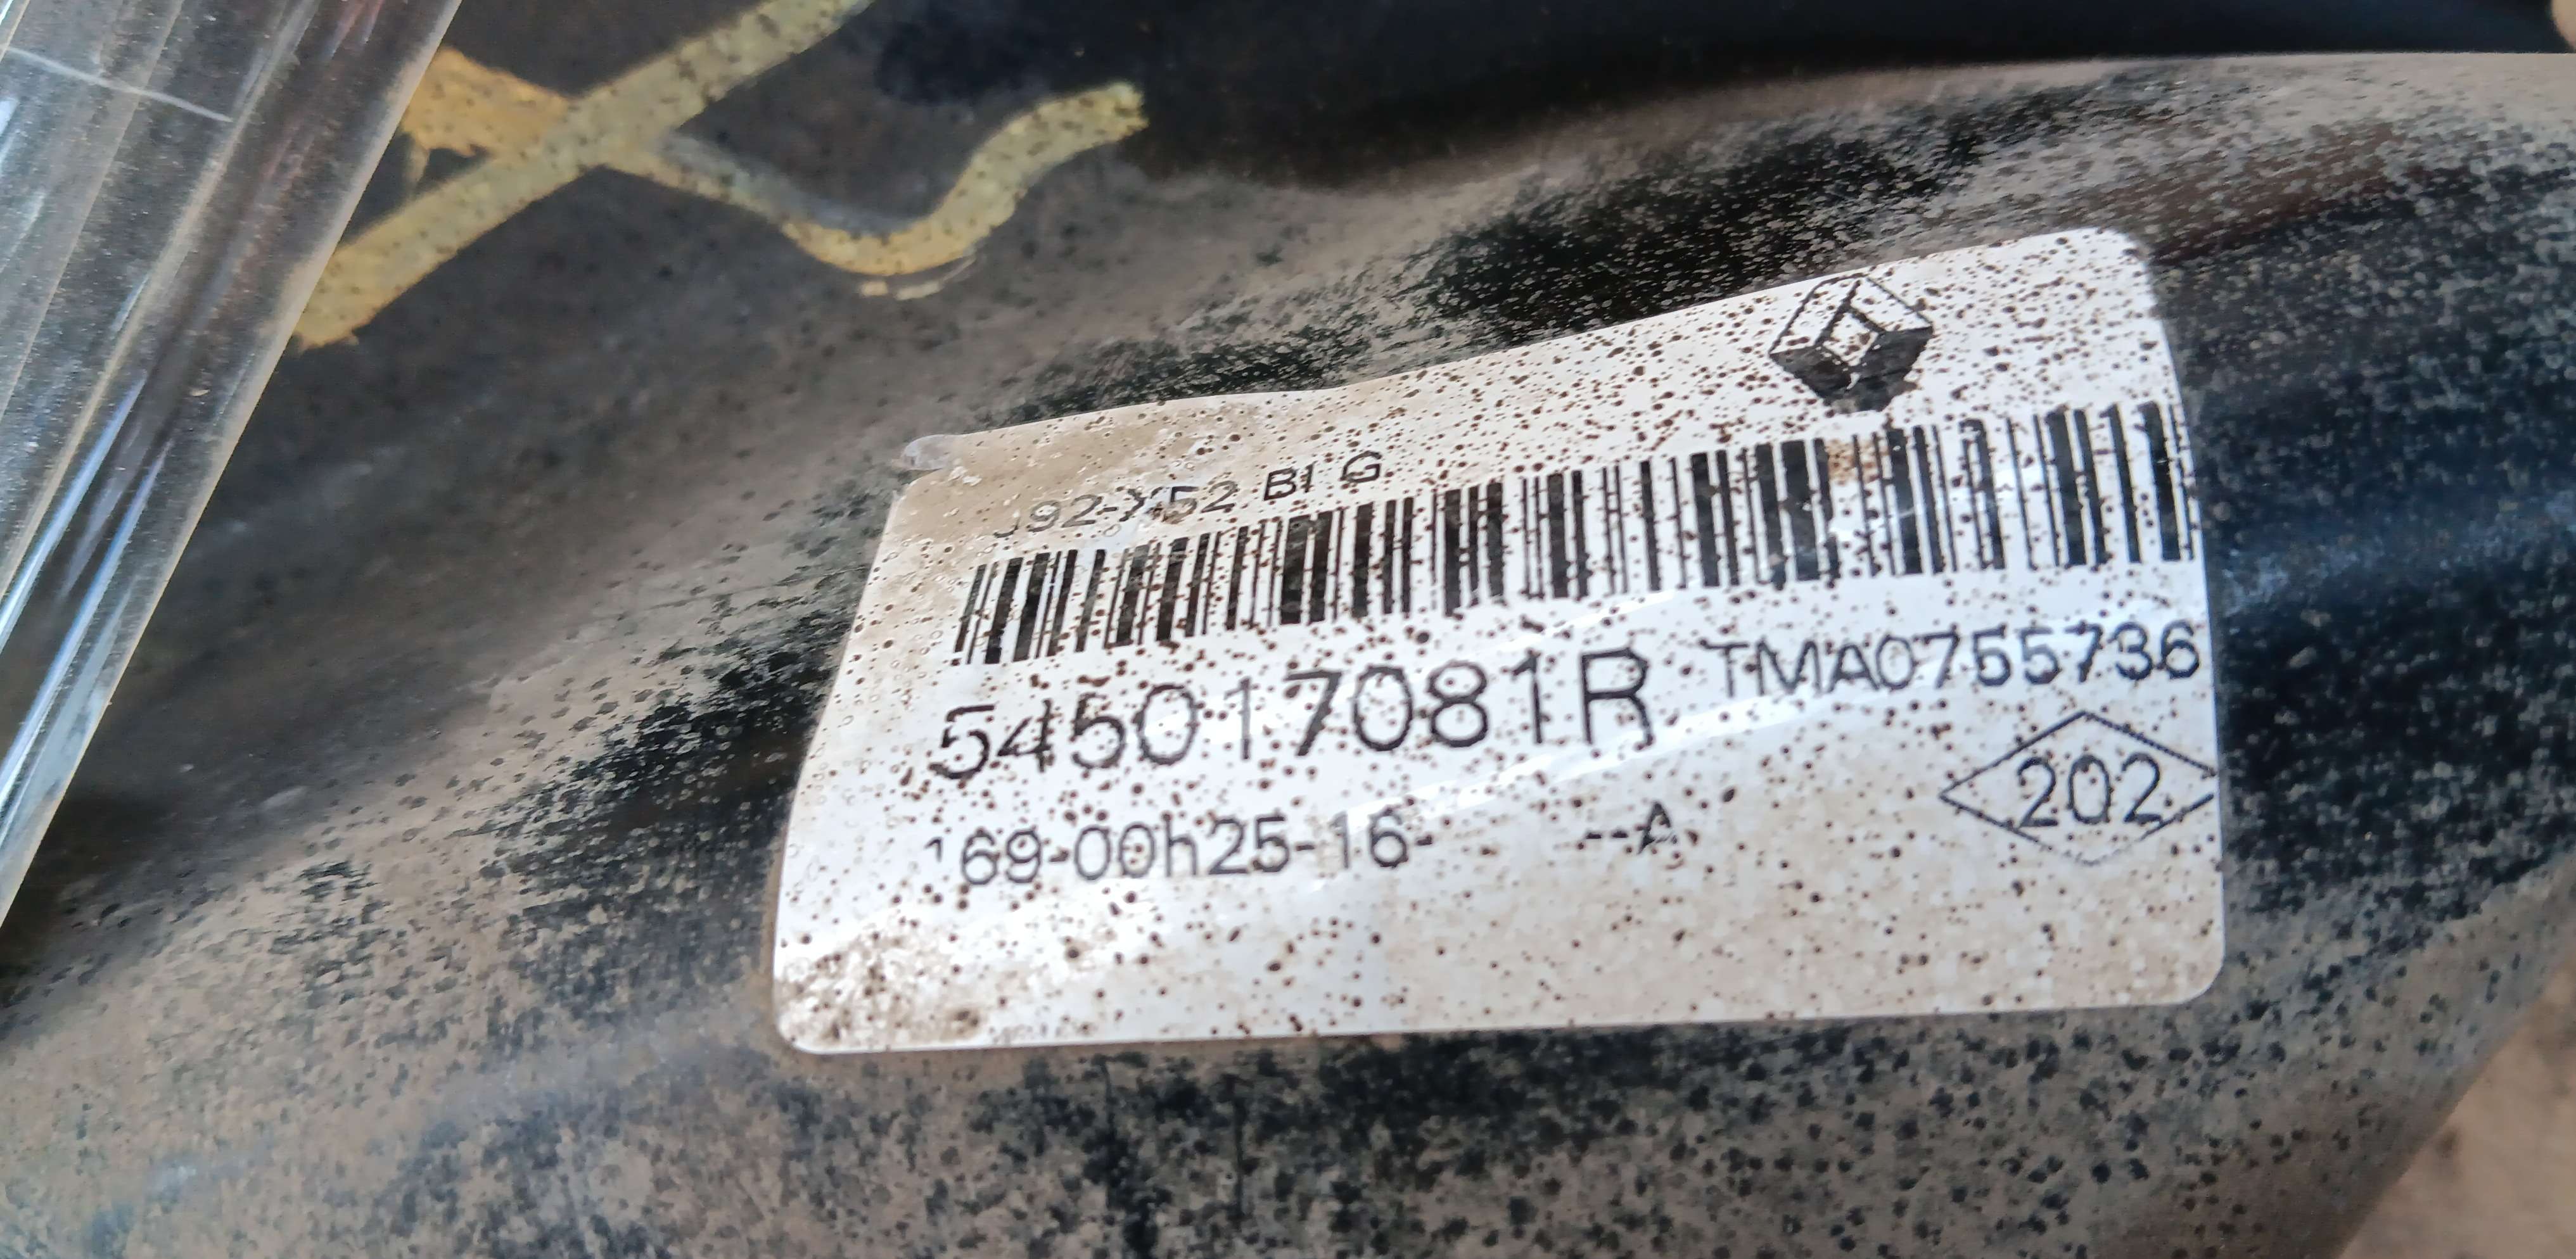 J92-X52 BI G
545017081R TMA0755736
169-00h25-16- --A
202